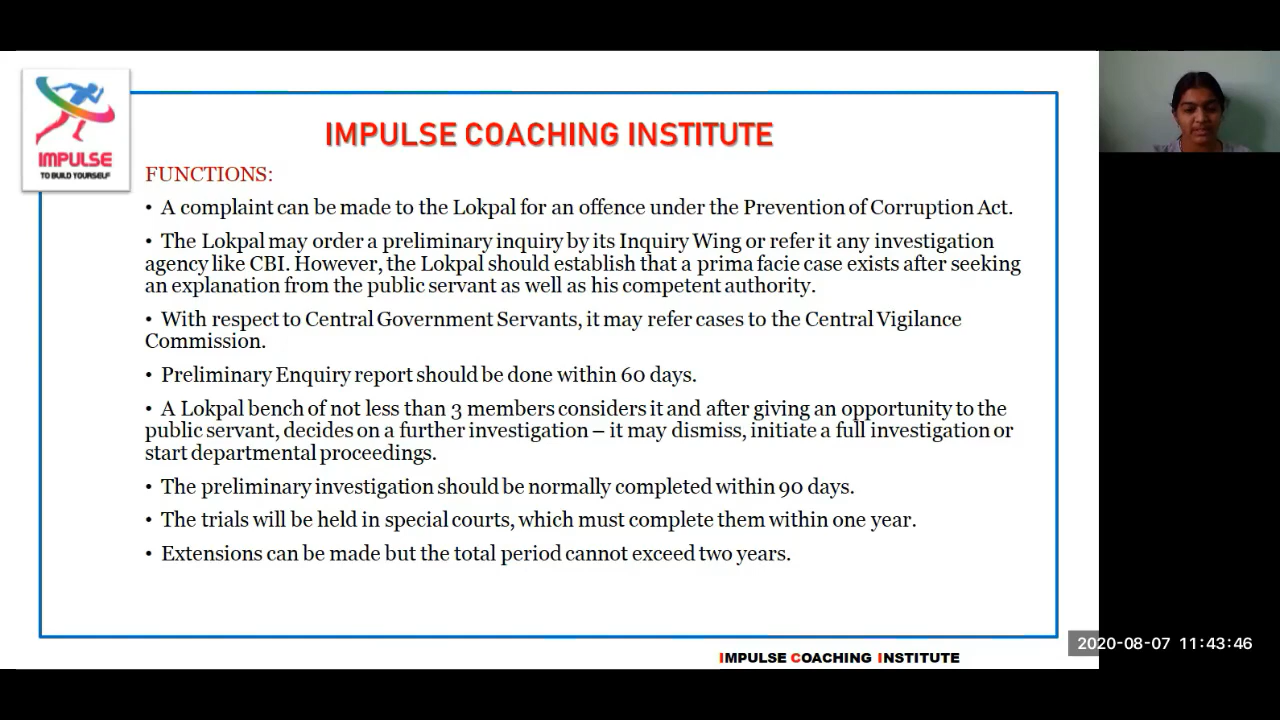 IMPULSE
TO BUILD YOURSELF
IMPULSE COACHING INSTITUTE
FUNCTIONS:
• A complaint can be made to the Lokpal for an offence under the Prevention of Corruption Act.
• The Lokpal may order a preliminary inquiry by its Inquiry Wing or refer it any investigation
agency like CBI. However, the Lokpal should establish that a prima facie case exists after seeking
an explanation from the public servant as well as his competent authority.
• With respect to Central Government Servants, it may refer cases to the Central Vigilance
Commission.
• Preliminary Enquiry report should be done within 60 days.
• A Lokpal bench of not less than 3 members considers it and after giving an opportunity to the
public servant, decides on a further investigation – it may dismiss, initiate a full investigation or
start departmental proceedings.
• The preliminary investigation should be normally completed within 90 days.
• The trials will be held in special courts, which must complete them within one year.
• Extensions can be made but the total period cannot exceed two years.
2020-08-07 11:43:46
IMPULSE COACHING INSTITUTE